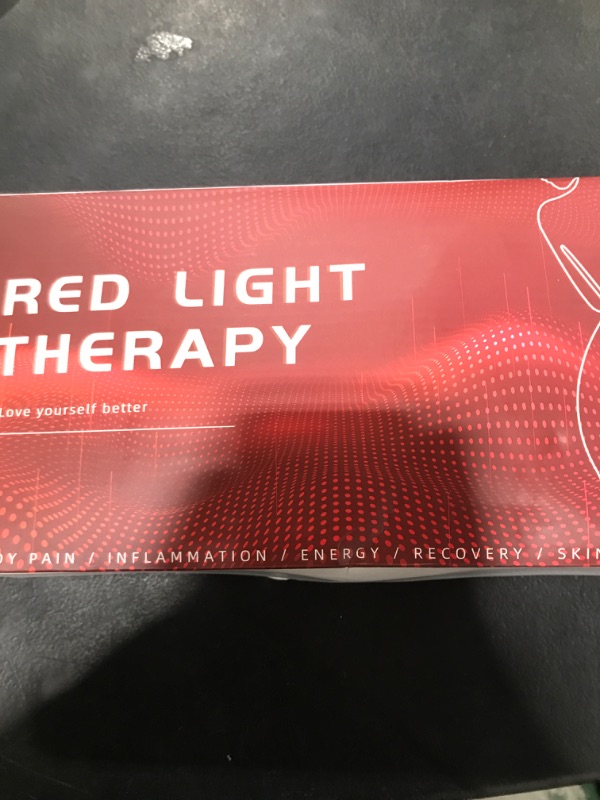 RED LIGHT
THERAPY
Love yourself better
PAIN / INFLAMMATION / ENERGY / RECOVERY / SKIN